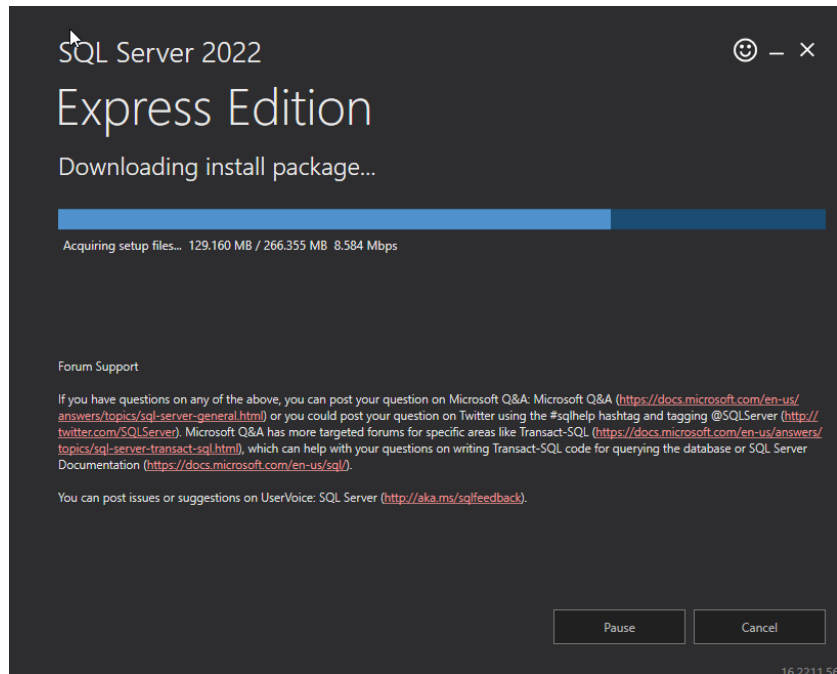 SQL Server 2022
Express Edition
Downloading install package...
Acquiring setup files... 129.160 MB / 266.355 MB 8.584 Mbps
Forum Support
If you have questions on any of the above, you can post your question on Microsoft Q&A: Microsoft Q&A (https://docs.microsoft.com/en-us/
answers/topics/sql-server-general.html) or you could post your question on Twitter using the #sqlhelp hashtag and tagging @SQLServer (http://
twitter.com/SQLServer). Microsoft Q&A has more targeted forums for specific areas like Transact-SQL (https://docs.microsoft.com/en-us/answers/
topics/sql-server-transact-sql.html), which can help with your questions on writing Transact-SQL code for querying the database or SQL Server
Documentation (https://docs.microsoft.com/en-us/sql/).
You can post issues or suggestions on UserVoice: SQL Server (http://aka.ms/sqlfeedback).
Pause Cancel
16.2211.56